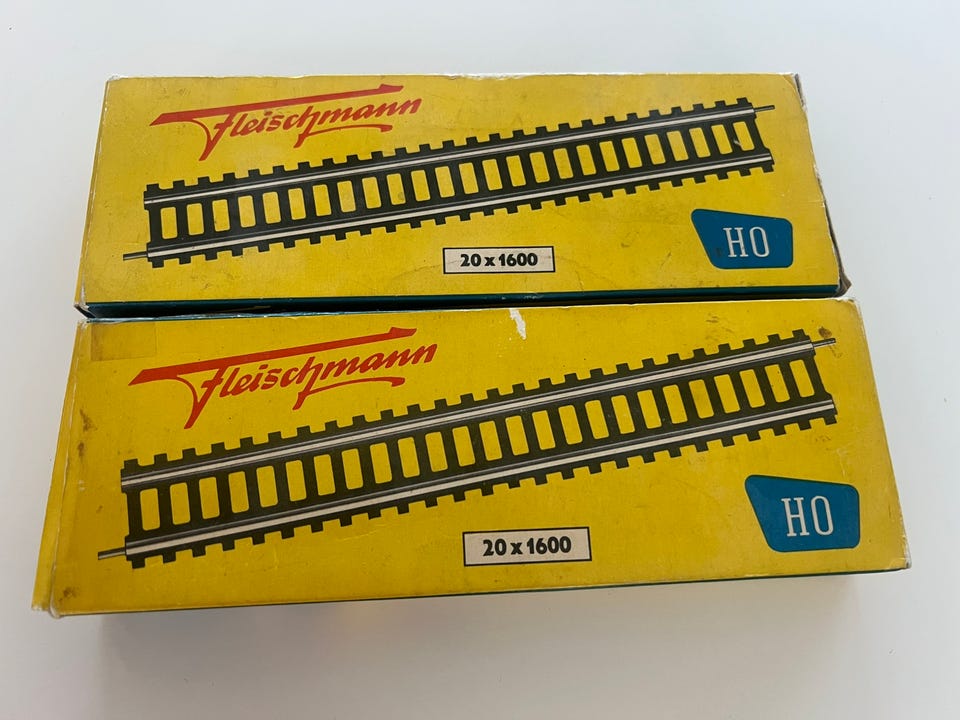 Fleischmann
20 x 1600
HO
Fleischmann
20 x 1600
HO